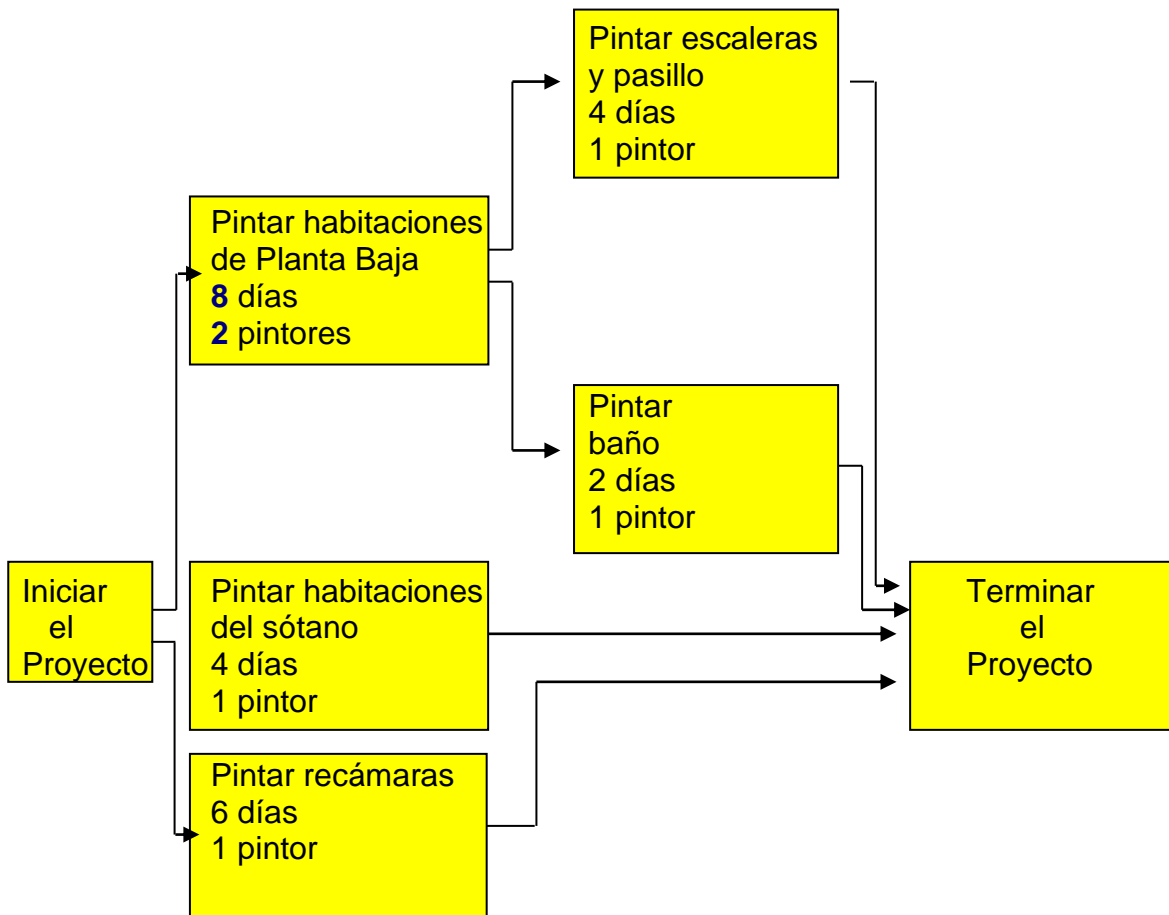 Pintar escaleras
y pasillo
4 días
1 pintor
Pintar habitaciones
de Planta Baja
8 días
2 pintores
Pintar
baño
2 días
1 pintor
Iniciar
el
Proyecto
Pintar habitaciones
del sótano
4 días
1 pintor
Terminar
el
Proyecto
Pintar recámaras
6 días
1 pintor